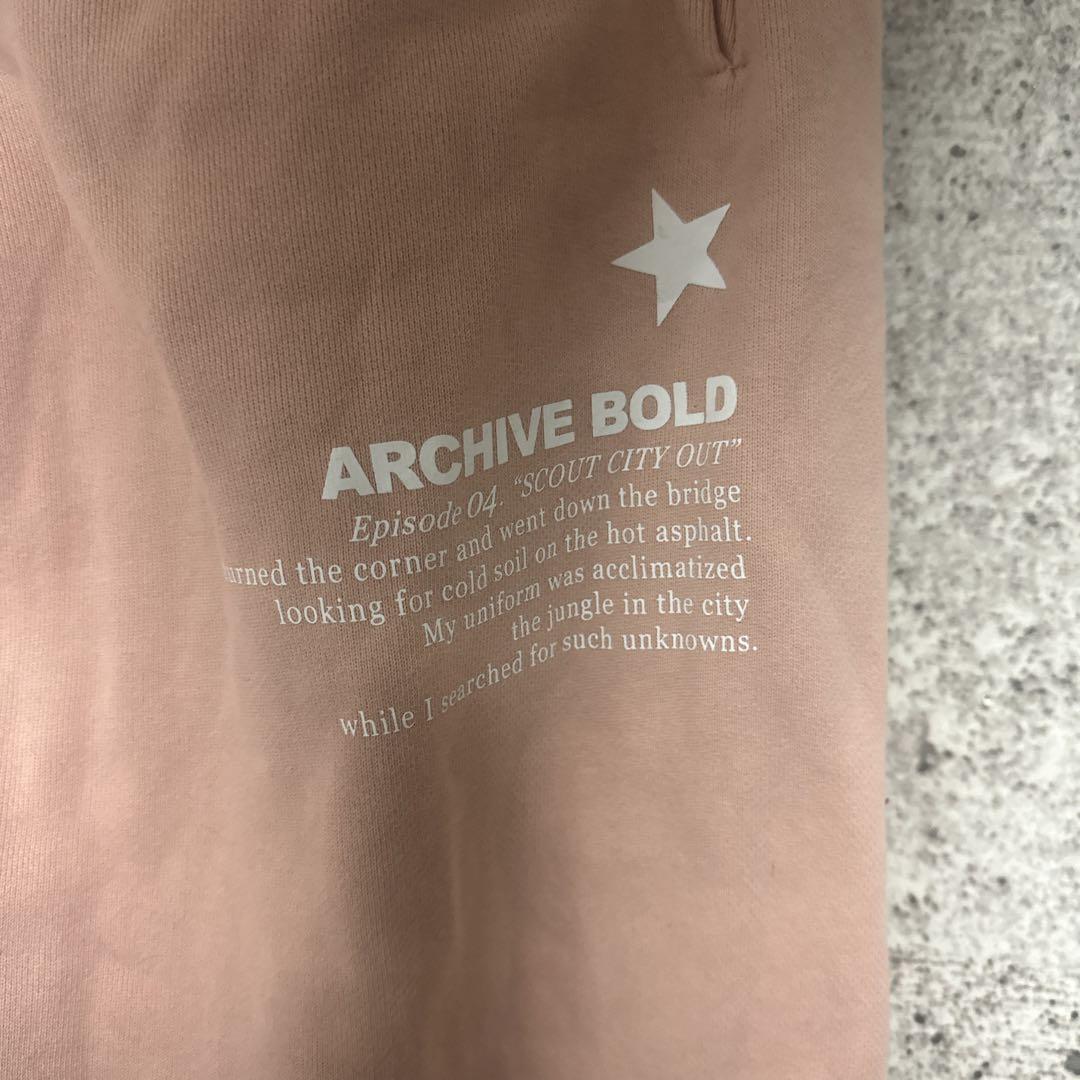 ARCHIVE BOLD
Episode 04. “SCOUT CITY OUT”
the corner and went down the bridge
looking for cold soil on the hot asphalt.
My uniform was acclimatized
the jungle in the city
while I searched for such unknowns.